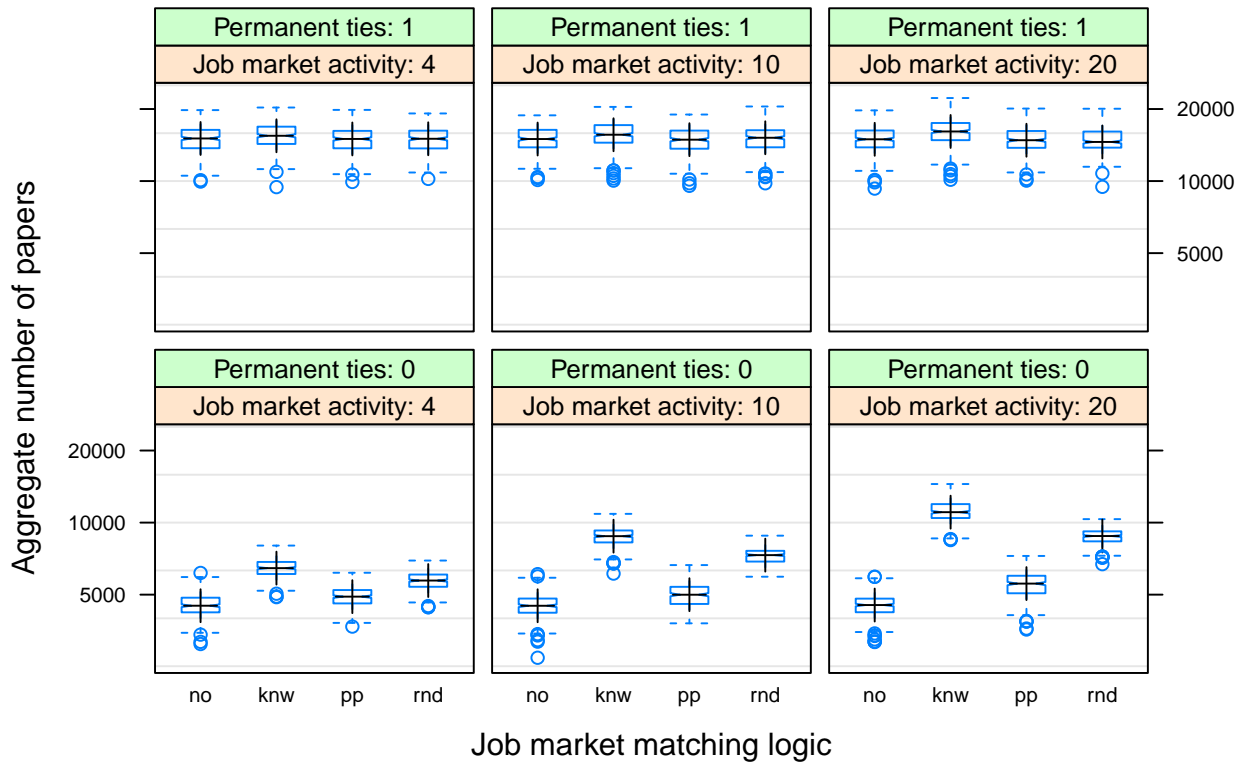 Permanent ties: 1
Permanent ties: 1
Permanent ties: 1
Job market activity: 4
Job market activity: 10
Job market activity: 20
20000
10000
5000
Aggregate number of papers
Permanent ties: 0
Permanent ties: 0
Permanent ties: 0
Job market activity: 4
Job market activity: 10
Job market activity: 20
20000
10000
5000
no knw pp rnd
no knw pp rnd
no knw pp rnd
Job market matching logic